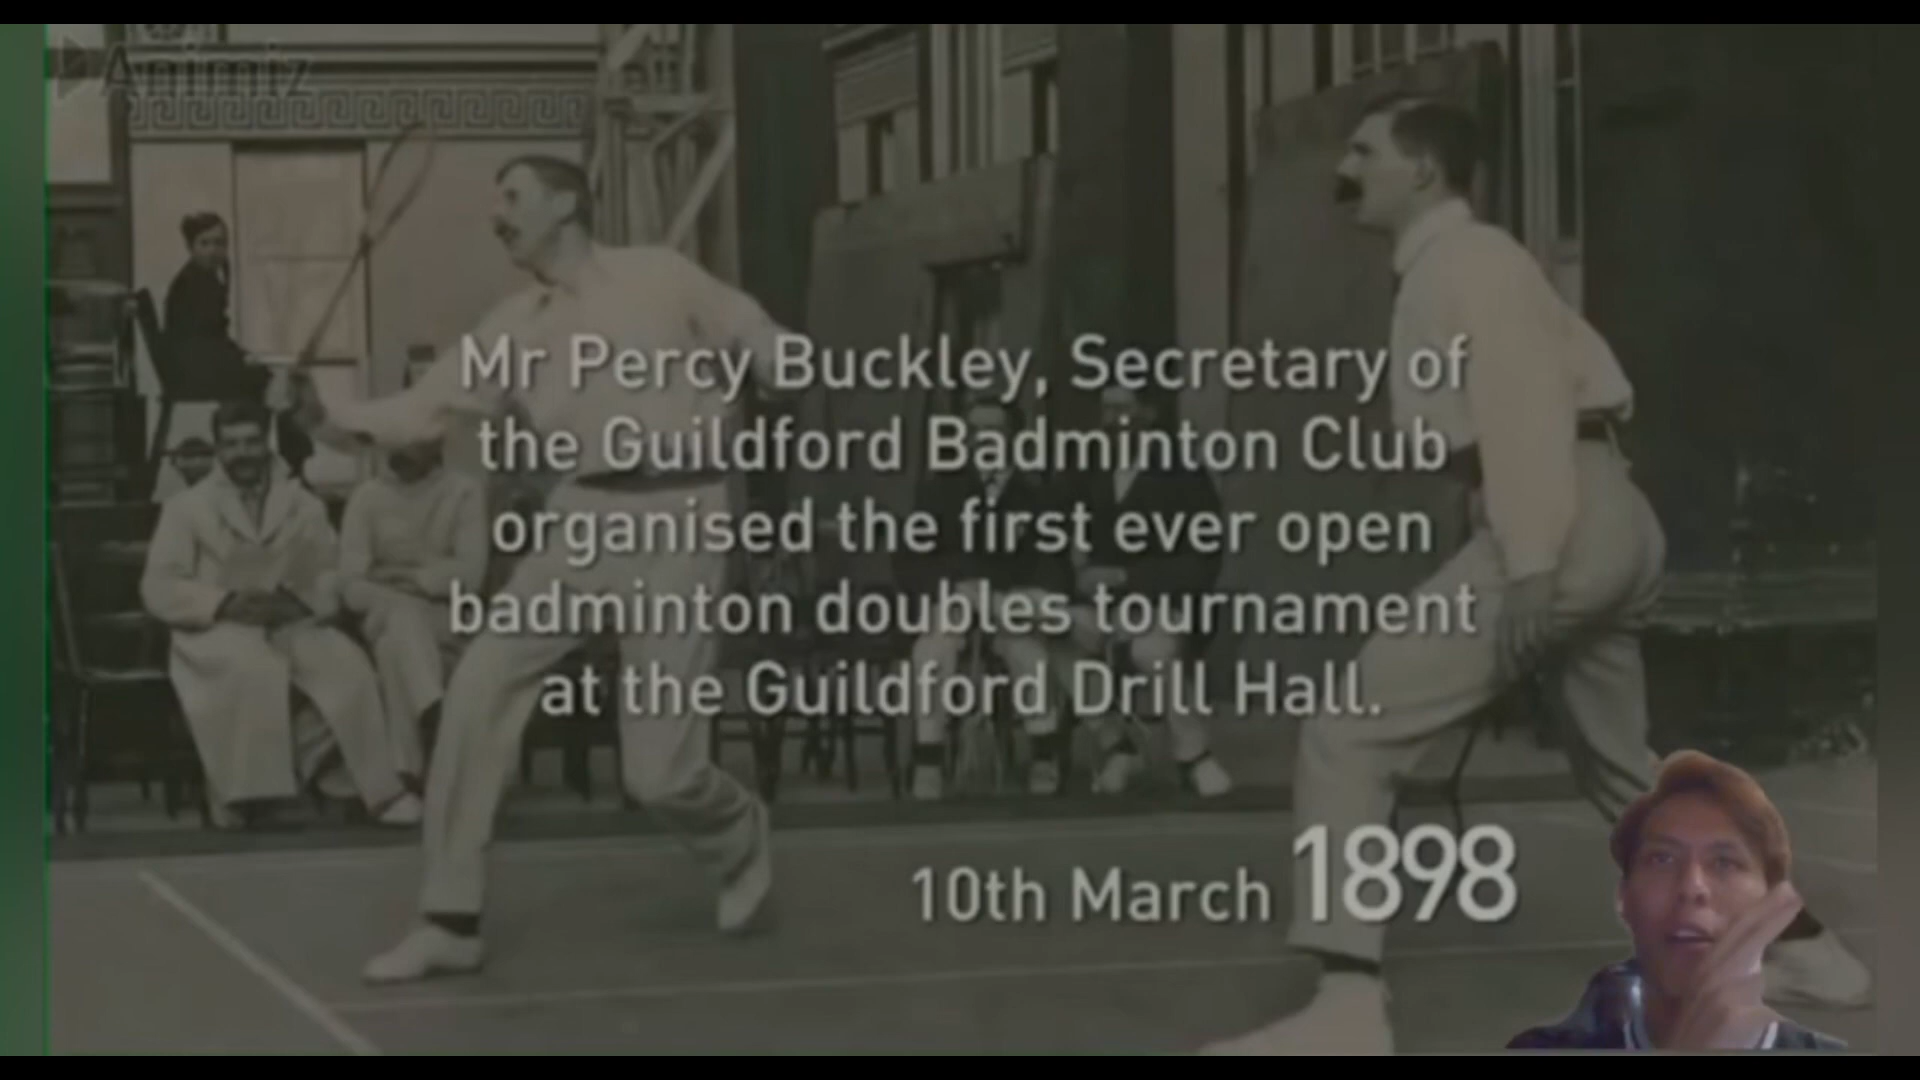 Animiz
Mr Percy Buckley, Secretary of
the Guildford Badminton Club
organised the first ever open
badminton doubles tournament
at the Guildford Drill Hall.
10th March 1898